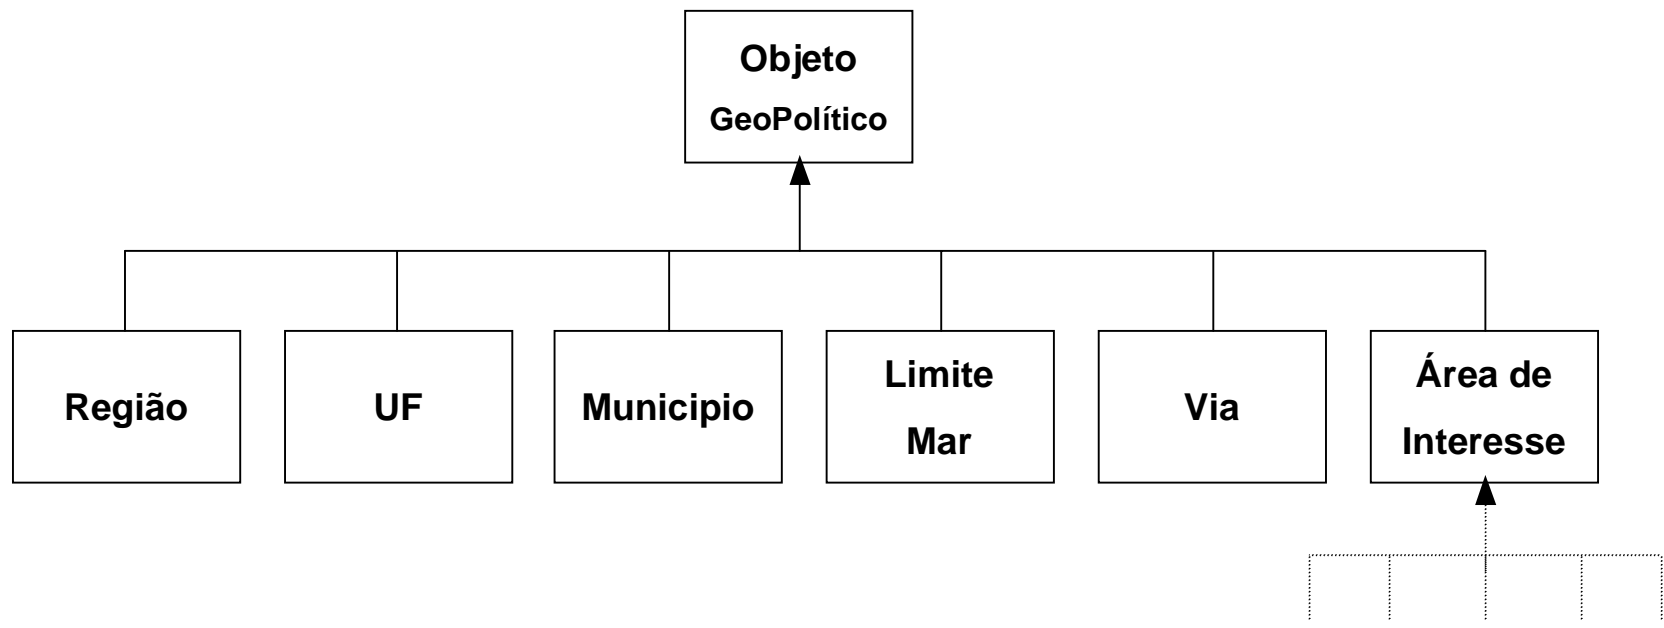 Objeto
GeoPolítico
Região
UF
Municipio
Limite
Mar
Via
Área de
Interesse